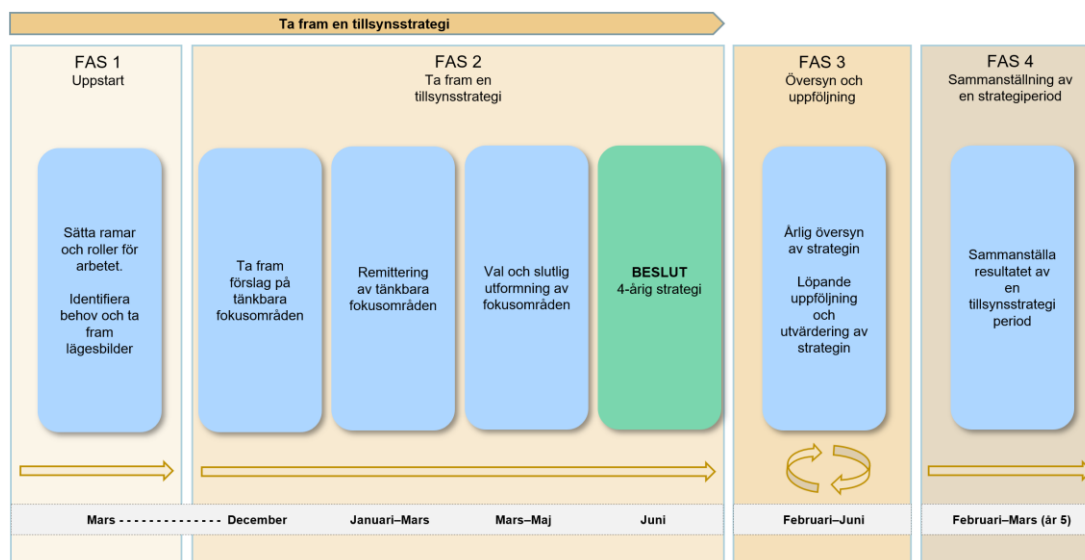 Ta fram en tillsynsstrategi
FAS 1
Uppstart
FAS 2
Ta fram en
tillsynsstrategi
FAS 3
Översyn och
uppföljning
FAS 4
Sammanställning av
en strategiperiod
Sätta ramar
och roller för
arbetet.
Identifiera
behov och ta
fram
lägesbilder
Ta fram
förslag på
tänkbara
fokusområden
Remittering
av tänkbara
fokusområden
Val och slutlig
utformning av
fokusområden
BESLUT
4-årig strategi
Årlig översyn
av strategin
Löpande
uppföljning
och
utvärdering av
strategin
Sammanställa
resultatet av
en
tillsynsstrategi
period
Mars - - - - - - - - - - - - - December
Januari–Mars
Mars–Maj
Juni
Februari–Juni
Februari–Mars (år 5)